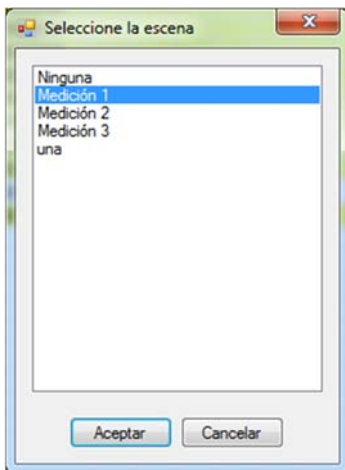 Seleccione la escena
Ninguna
Medición 1
Medición 2
Medición 3
una
Aceptar
Cancelar